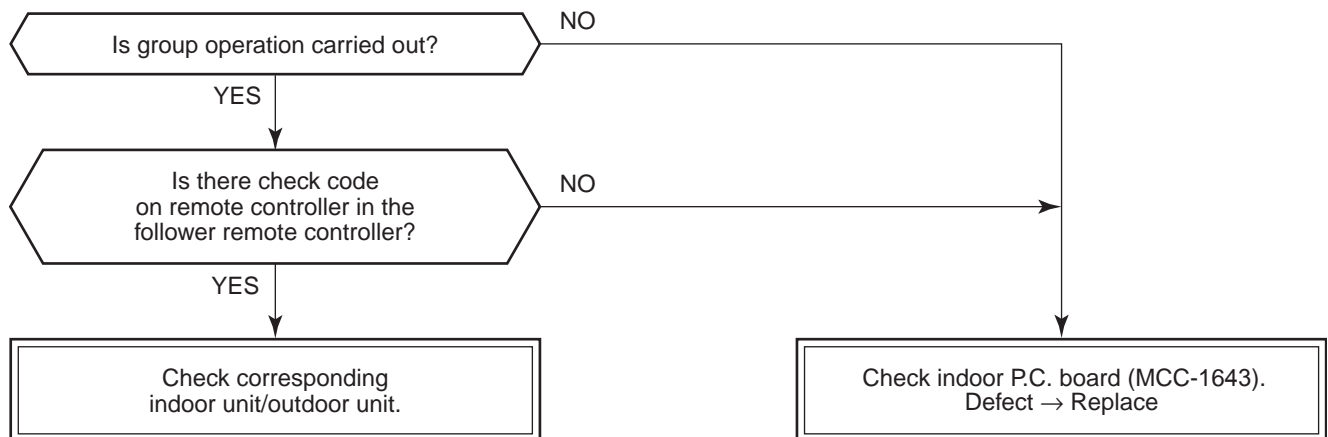 Is group operation carried out?
NO
YES
Is there check code
on remote controller in the
follower remote controller?
NO
YES
Check corresponding
indoor unit/outdoor unit.
Check indoor P.C. board (MCC-1643).
Defect → Replace